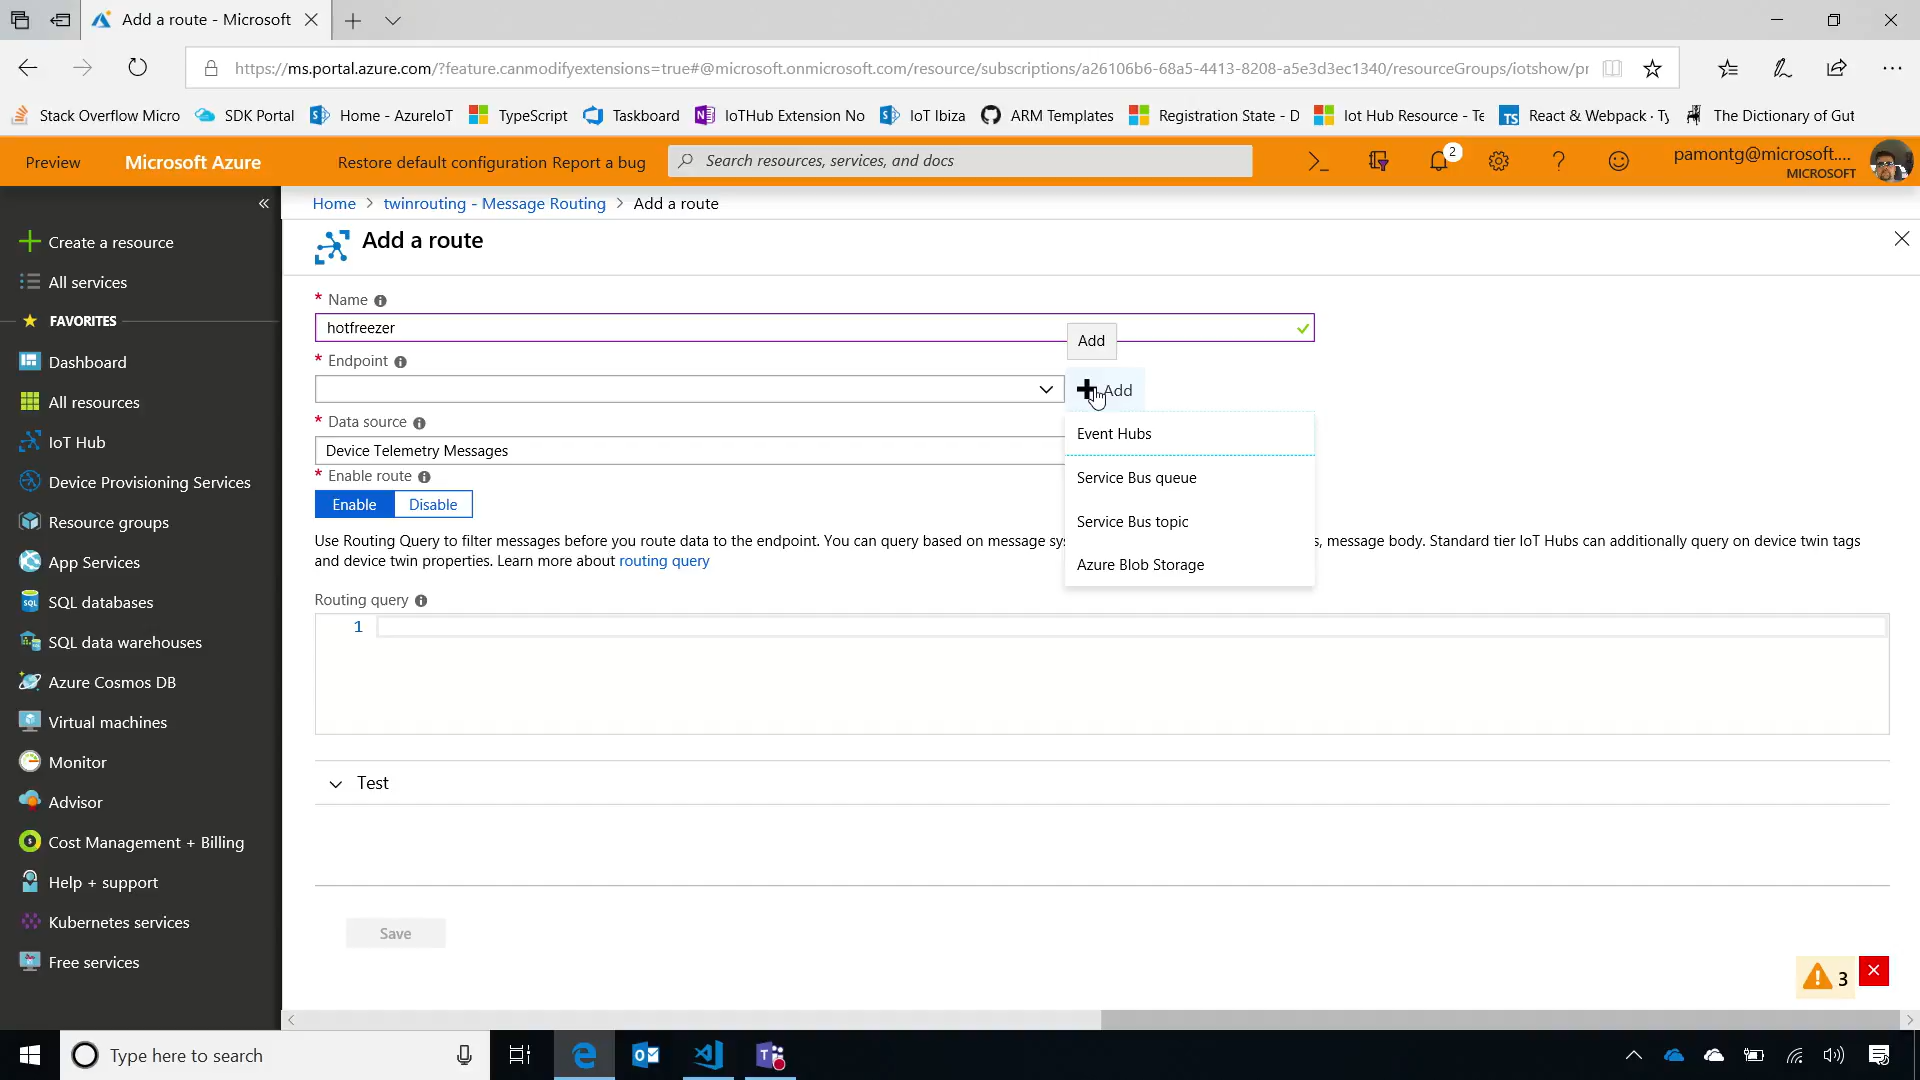 Add a route - Microsoft
https://ms.portal.azure.com/?feature.canmodifyextensions=true#@microsoft.onmicrosoft.com/resource/subscriptions/a26106b6-68a5-4413-8208-a5e3d3ec1340/resourceGroups/iotshow/pr
Stack Overflow Micro SDK Portal Home - AzureIoT TypeScript Taskboard IoTHub Extension No IoT Ibiza ARM Templates Registration State - D Iot Hub Resource - Te React & Webpack · Ty The Dictionary of Gut
Preview Microsoft Azure Restore default configuration Report a bug Search resources, services, and docs 2 pamontg@microsoft....
MICROSOFT
Home > twinrouting - Message Routing > Add a route
Add a route
Create a resource
All services
FAVORITES
Dashboard
All resources
IoT Hub
Device Provisioning Services
Resource groups
App Services
SQL databases
SQL data warehouses
Azure Cosmos DB
Virtual machines
Monitor
Advisor
Cost Management + Billing
Help + support
Kubernetes services
Free services
* Name
hotfreezer
Add
* Endpoint
Add
Event Hubs
Service Bus queue
Service Bus topic
Azure Blob Storage
* Data source
Device Telemetry Messages
* Enable route
Enable Disable
Use Routing Query to filter messages before you route data to the endpoint. You can query based on message sy s, message body. Standard tier IoT Hubs can additionally query on device twin tags
and device twin properties. Learn more about routing query
Routing query
1
Test
Save
3
Type here to search